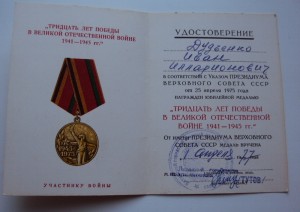 „ТРИДЦАТЬ ЛЕТ ПОБЕДЫ
В ВЕЛИКОЙ ОТЕЧЕСТВЕННОЙ ВОЙНЕ
1941—1945 гг."
УЧАСТНИКУ ВОЙНЫ
УДОСТОВЕРЕНИЕ
Дудченко
Иван
Илларионович
В СООТВЕТСТВИИ С УКАЗОМ ПРЕЗИДИУМА
ВЕРХОВНОГО СОВЕТА СССР
от 25 апреля 1975 года
НАГРАЖДЕН ЮБИЛЕЙНОЙ МЕДАЛЬЮ
„ТРИДЦАТЬ ЛЕТ ПОБЕДЫ
В ВЕЛИКОЙ ОТЕЧЕСТВЕННОЙ
ВОЙНЕ 1941—1945 гг."
ОТ ИМЕНИ ПРЕЗИДИУМА ВЕРХОВНОГО
СОВЕТА СССР МЕДАЛЬ ВРУЧЕНА